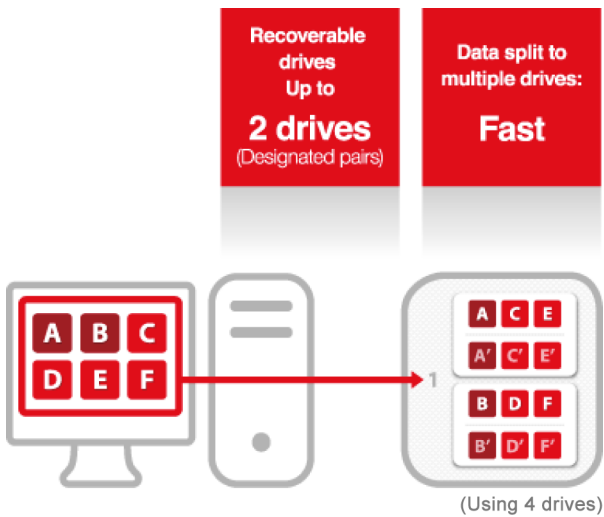 Recoverable
drives
Up to
2 drives
(Designated pairs)
Data split to
multiple drives:
Fast
A B C
D E F
1
A C E
A' C' E'
B D F
B' D' F'
(Using 4 drives)